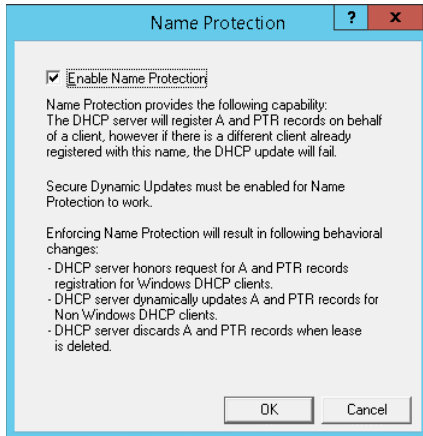 Name Protection
?
x
Enable Name Protection
Name Protection provides the following capability:
The DHCP server will register A and PTR records on behalf
of a client, however if there is a different client already
registered with this name, the DHCP update will fail.
Secure Dynamic Updates must be enabled for Name
Protection to work.
Enforcing Name Protection will result in following behavioral
changes:
- DHCP server honors request for A and PTR records
registration for Windows DHCP clients.
- DHCP server dynamically updates A and PTR records for
Non Windows DHCP clients.
- DHCP server discards A and PTR records when lease
is deleted.
OK
Cancel